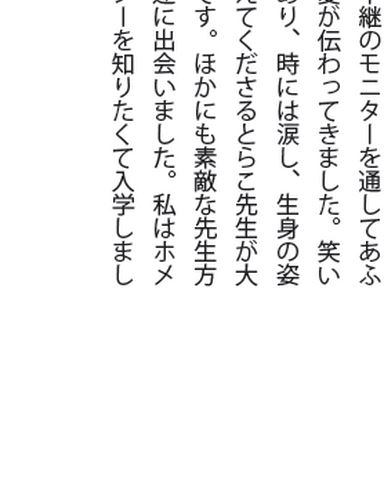 継のモニターを通してあふ
が伝わってきました。笑い
り、時には涙し、生身の姿
てくださるとらこ先生が大
す。ほかにも素敵な先生方
に出会いました。私はホメ
ーを知りたくて入学しまし